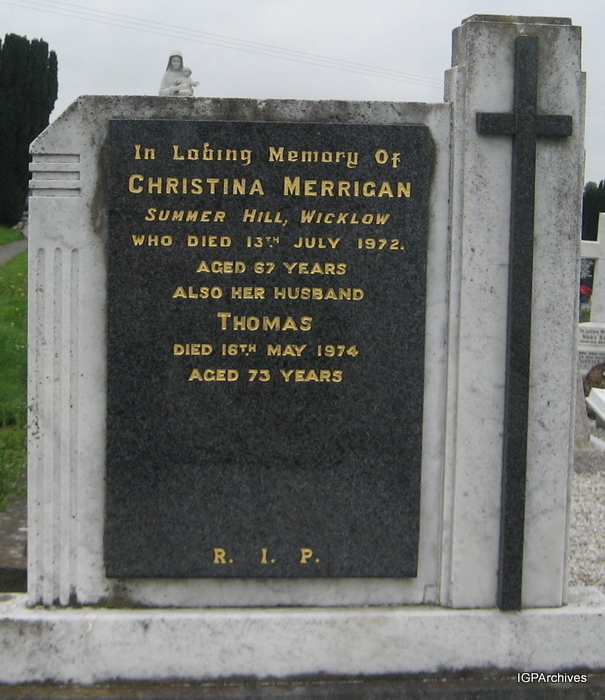 In Loving Memory Of
CHRISTINA MERRIGAN
SUMMER HILL, WICKLOW
WHO DIED 13TH JULY 1972.
AGED 67 YEARS
ALSO HER HUSBAND
THOMAS
DIED 16TH MAY 1974
AGED 73 YEARS
R. I. P.
IGPArchives